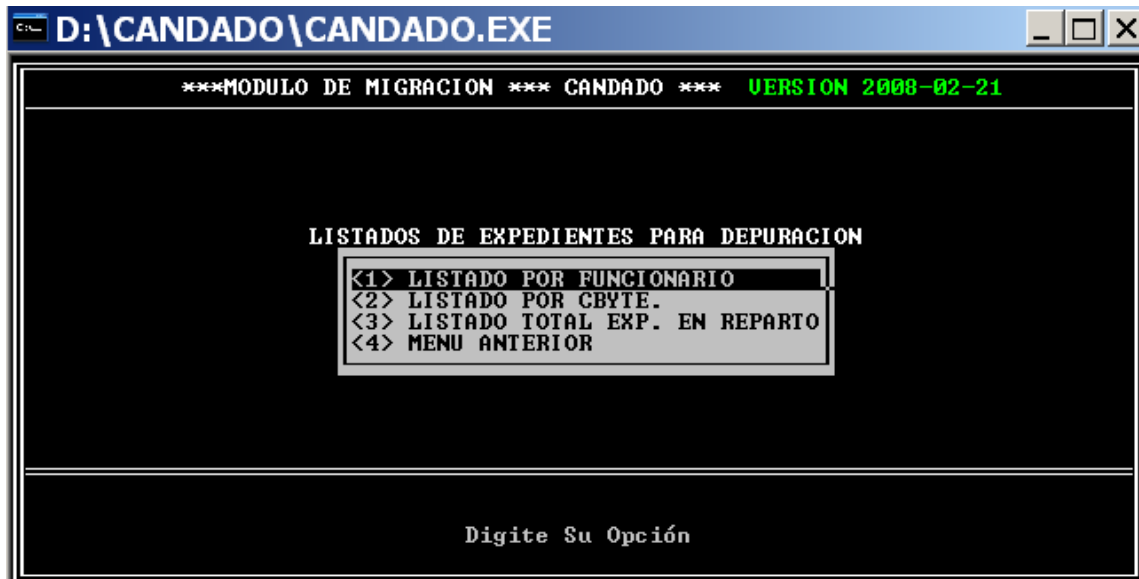 D:\CANDADO\CANDADO.EXE
***MODULO DE MIGRACION *** CANDADO *** VERSION 2008-02-21
LISTADOS DE EXPEDIENTES PARA DEPURACION
<1> LISTADO POR FUNCIONARIO
<2> LISTADO POR CBYTE.
<3> LISTADO TOTAL EXP. EN REPARTO
<4> MENU ANTERIOR
Digite Su Opción